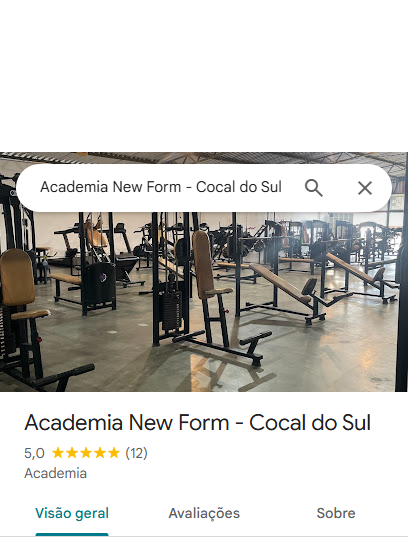 Academia New Form - Cocal do Sul
Academia New Form - Cocal do Sul
5,0 (12)
Academia
Visão geral Avaliações Sobre